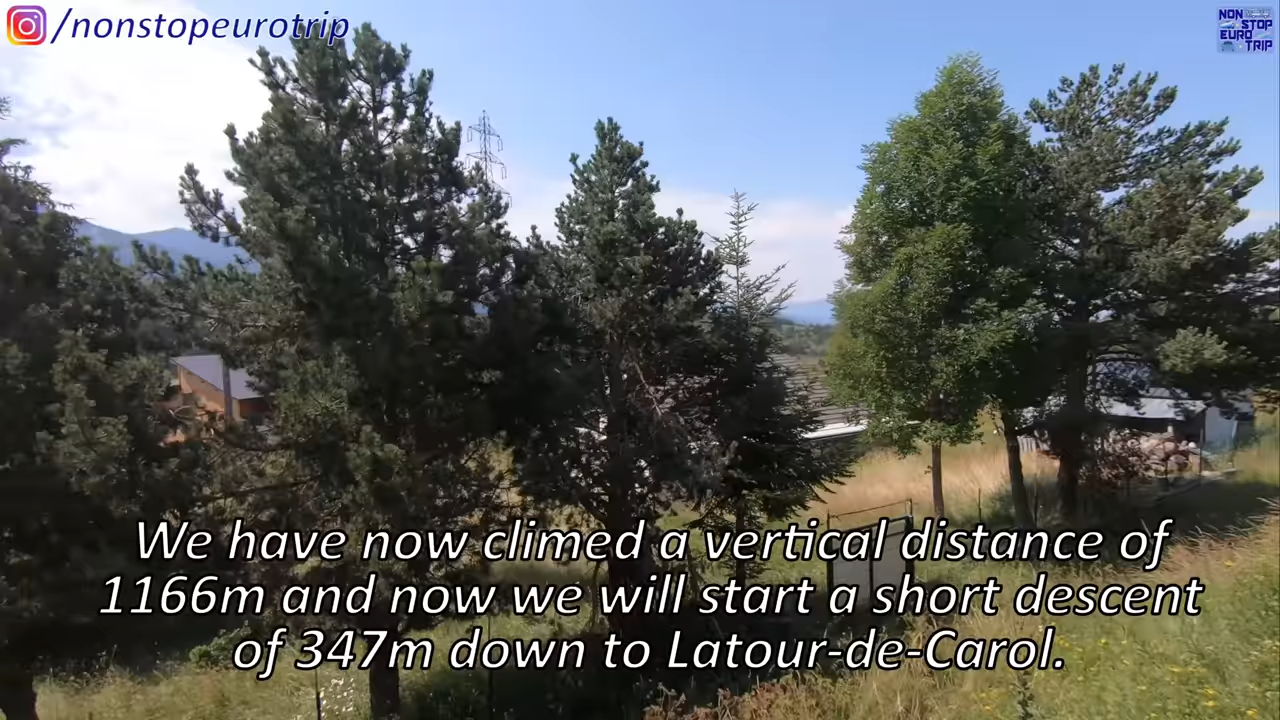 /nonstopeurotrip
NON
STOP
EURO
TRIP
We have now climed a vertical distance of
1166m and now we will start a short descent
of 347m down to Latour-de-Carol.